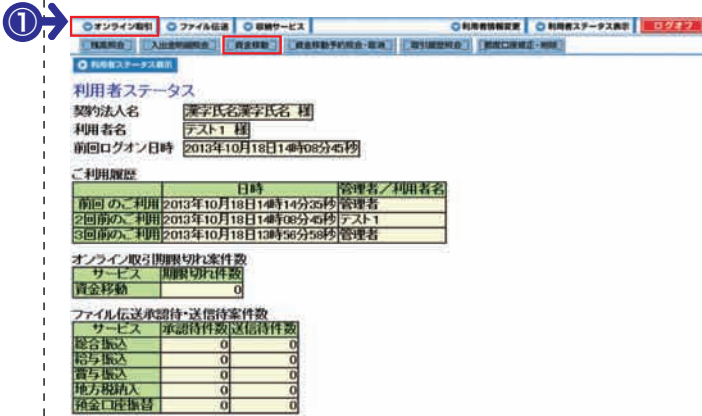 ①
オンライン取引 ファイル伝送 収納サービス 利用者情報変更 利用者ステータス表示 ログオフ
残高照会 入出金明細照会 資金移動 資金移動予約照会・取消 取引履歴照会 都度口座修正・削除
利用者ステータス表示
利用者ステータス
契約法人名 漢字氏名漢字氏名 様
利用者名 テスト1 様
前回ログオン日時 2013年10月18日14時08分45秒
ご利用履歴
日時 管理者／利用者名
前回 のご利用 2013年10月18日14時14分35秒 管理者
2回前のご利用 2013年10月18日14時08分45秒 テスト1
3回前のご利用 2013年10月18日13時56分58秒 管理者
オンライン取引期限切れ案件数
サービス 期限切れ件数
資金移動 0
ファイル伝送承認待・送信待案件数
サービス 承認待件数 送信待件数
総合振込 0 0
給与振込 0 0
賞与振込 0 0
地方税納入 0 0
預金口座振替 0 0